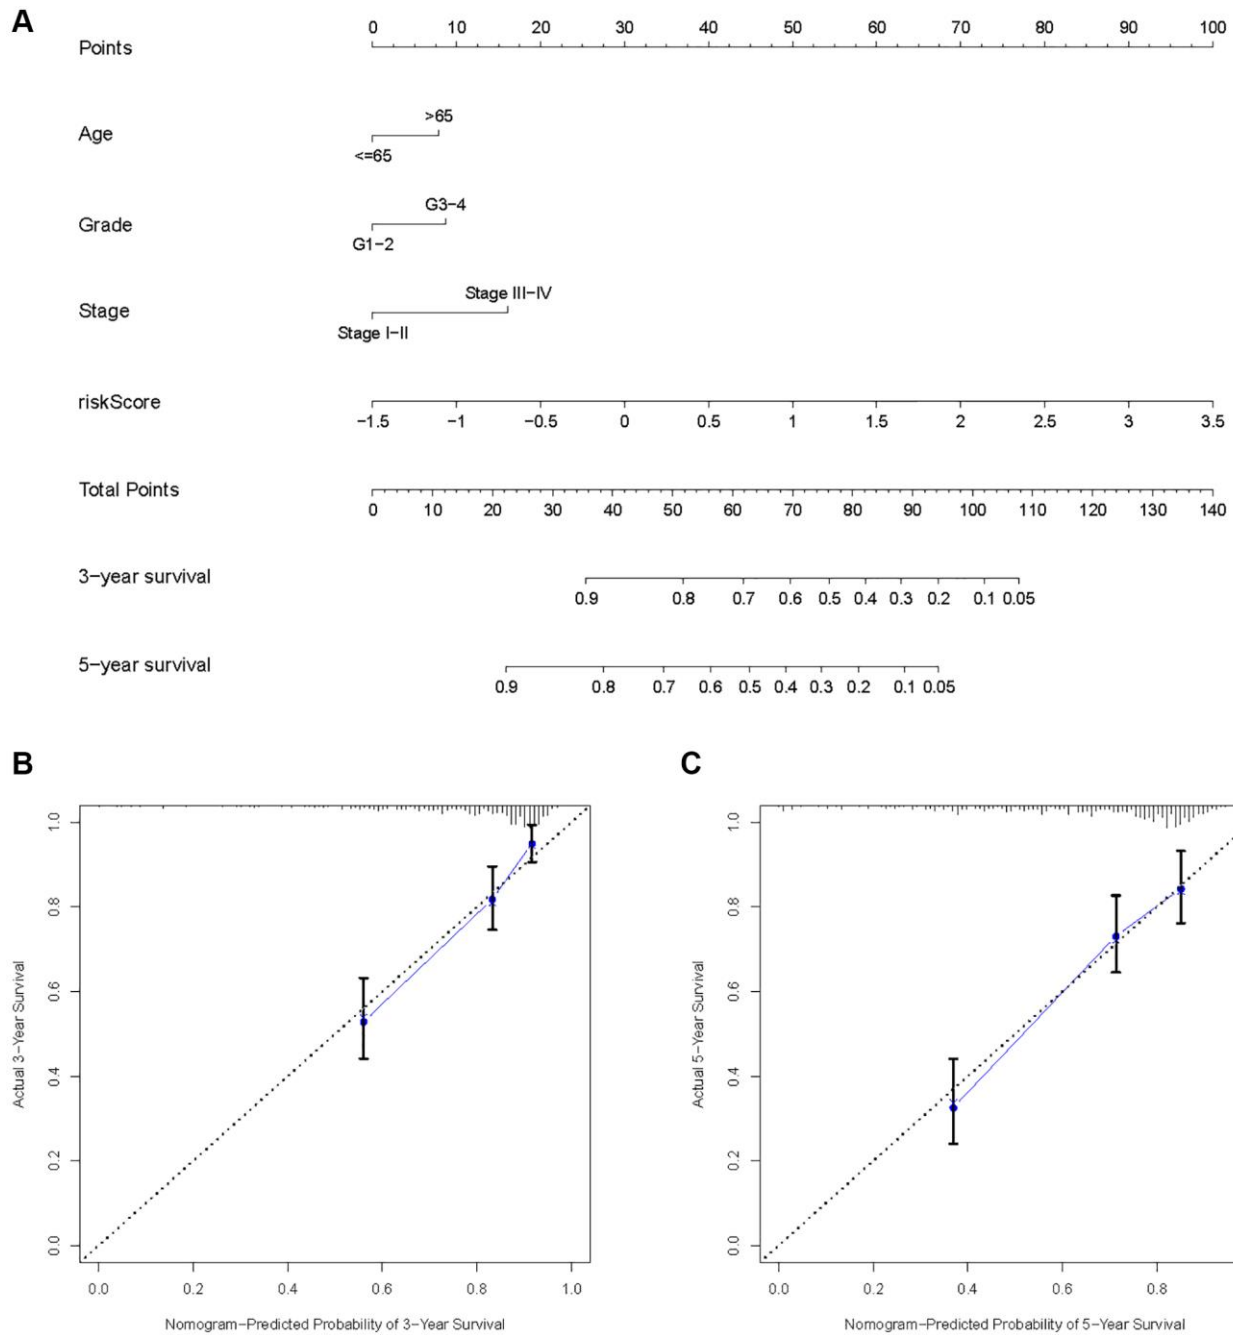 A
Points
0 10 20 30 40 50 60 70 80 90 100
Age
>65
<=65
Grade
G3−4
G1−2
Stage
Stage III−IV
Stage I−II
riskScore
−1.5 −1 −0.5 0 0.5 1 1.5 2 2.5 3 3.5
Total Points
0 10 20 30 40 50 60 70 80 90 100 110 120 130 140
3−year survival
0.9 0.8 0.7 0.6 0.5 0.4 0.3 0.2 0.1 0.05
5−year survival
0.9 0.8 0.7 0.6 0.5 0.4 0.3 0.2 0.1 0.05
B
Actual 3−Year Survival
1.0
0.8
0.6
0.4
0.2
0.0
0.0 0.2 0.4 0.6 0.8 1.0
Nomogram−Predicted Probability of 3−Year Survival
C
Actual 5−Year Survival
1.0
0.8
0.6
0.4
0.2
0.0
0.0 0.2 0.4 0.6 0.8
Nomogram−Predicted Probability of 5−Year Survival